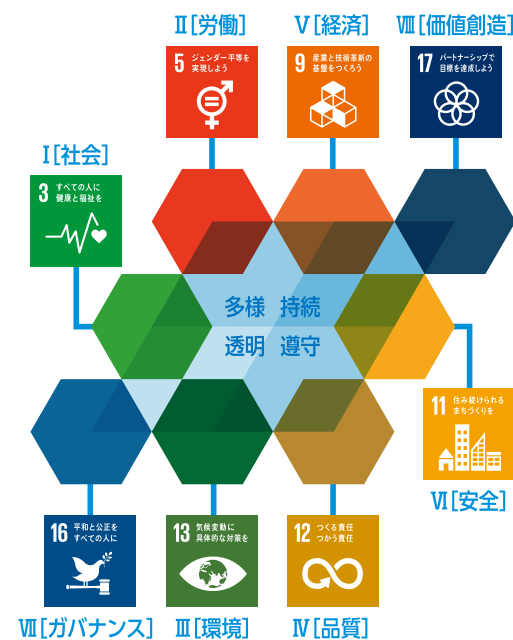 Ⅱ[労働]
Ⅴ[経済]
Ⅷ[価値創造]
5 ジェンダー平等を
実現しよう
9 産業と技術革新の
基盤をつくろう
17 パートナーシップで
目標を達成しよう
Ⅰ[社会]
3 すべての人に
健康と福祉を
多様 持続
透明 遵守
11 住み続けられる
まちづくりを
Ⅵ[安全]
16 平和と公正を
すべての人に
13 気候変動に
具体的な対策を
12 つくる責任
つかう責任
Ⅶ[ガバナンス]
Ⅲ[環境]
Ⅳ[品質]